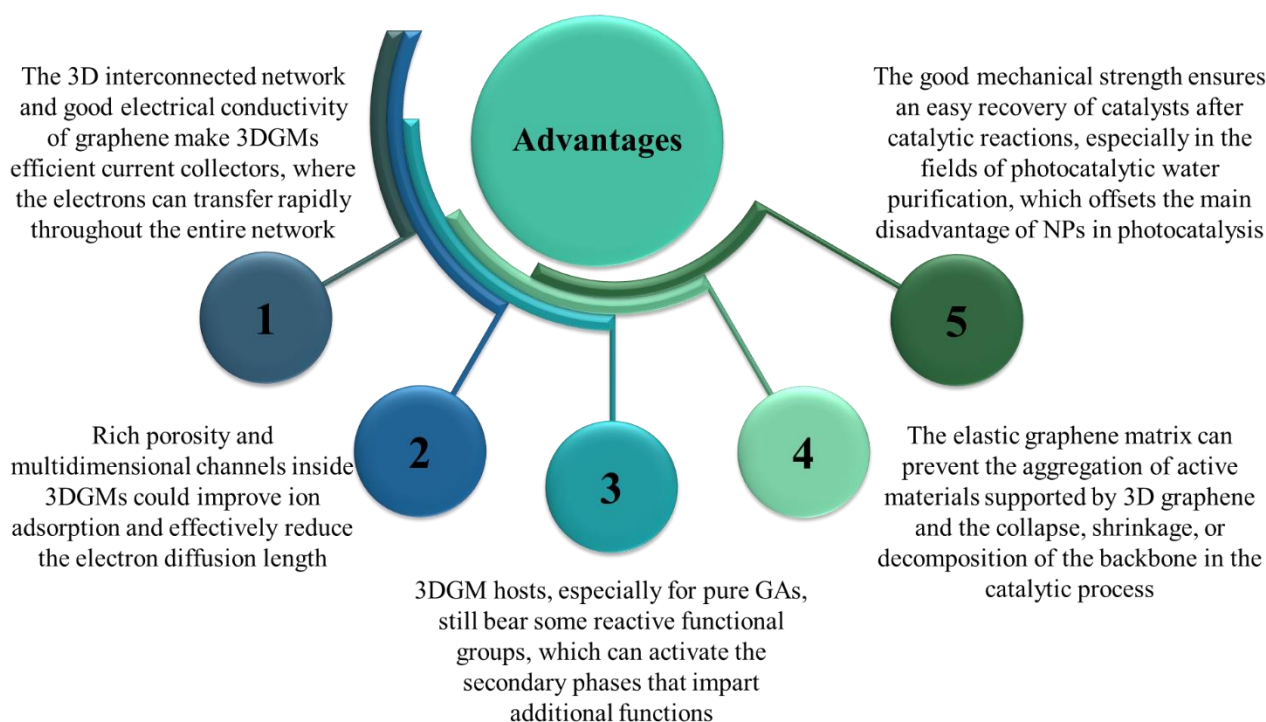 Advantages
The 3D interconnected network
and good electrical conductivity
of graphene make 3DGMs
efficient current collectors, where
the electrons can transfer rapidly
throughout the entire network
1
Rich porosity and
multidimensional channels inside
3DGMs could improve ion
adsorption and effectively reduce
the electron diffusion length
2
3
3DGM hosts, especially for pure GAs,
still bear some reactive functional
groups, which can activate the
secondary phases that impart
additional functions
4
The elastic graphene matrix can
prevent the aggregation of active
materials supported by 3D graphene
and the collapse, shrinkage, or
decomposition of the backbone in the
catalytic process
The good mechanical strength ensures
an easy recovery of catalysts after
catalytic reactions, especially in the
fields of photocatalytic water
purification, which offsets the main
disadvantage of NPs in photocatalysis
5